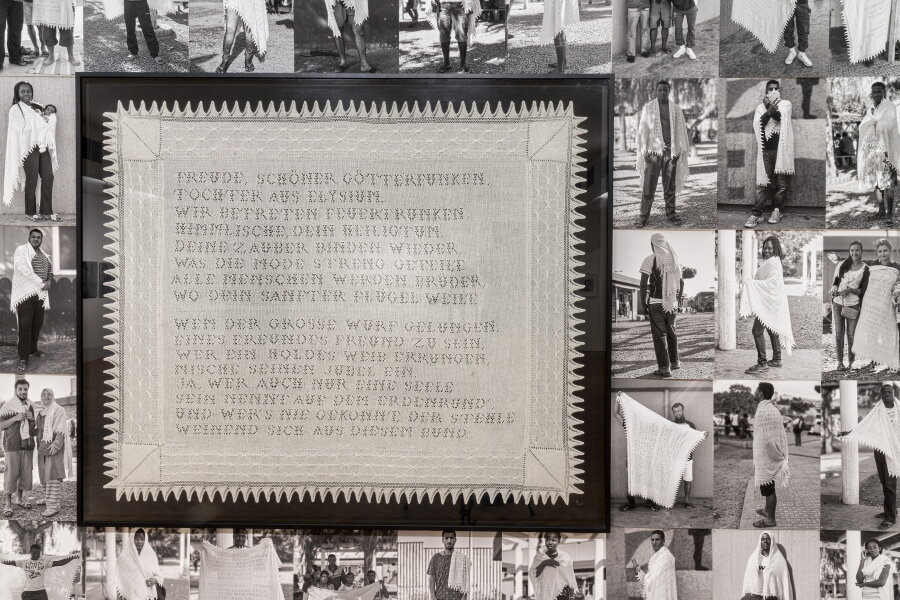 FREUDE, SCHÖNER GÖTTERFUNKEN,
TOCHTER AUS ELYSIUM,
WIR BETRETEN FEUERTRUNKEN
HIMMLISCHE, DEIN HEILIGTUM.
DEINE ZAUBER BINDEN WIEDER,
WAS DIE MODE STRENG GETEILT
ALLE MENSCHEN WERDEN BRÜDER,
WO DEIN SANFTER FLÜGEL WEILT
WEM DER GROSSE WURF GELUNGEN,
EINES FREUNDES FREUND ZU SEIN,
WER EIN HOLDES WEIB ERRUNGEN,
MISCHE SEINEN JUBEL EIN.
JA, WER AUCH NUR EINE SEELE
SEIN NENNT AUF DEM ERDENRUND'
UND WER'S NIE GEKONNT, DER STEHLE
WEINEND SICH AUS DIESEM BUND.